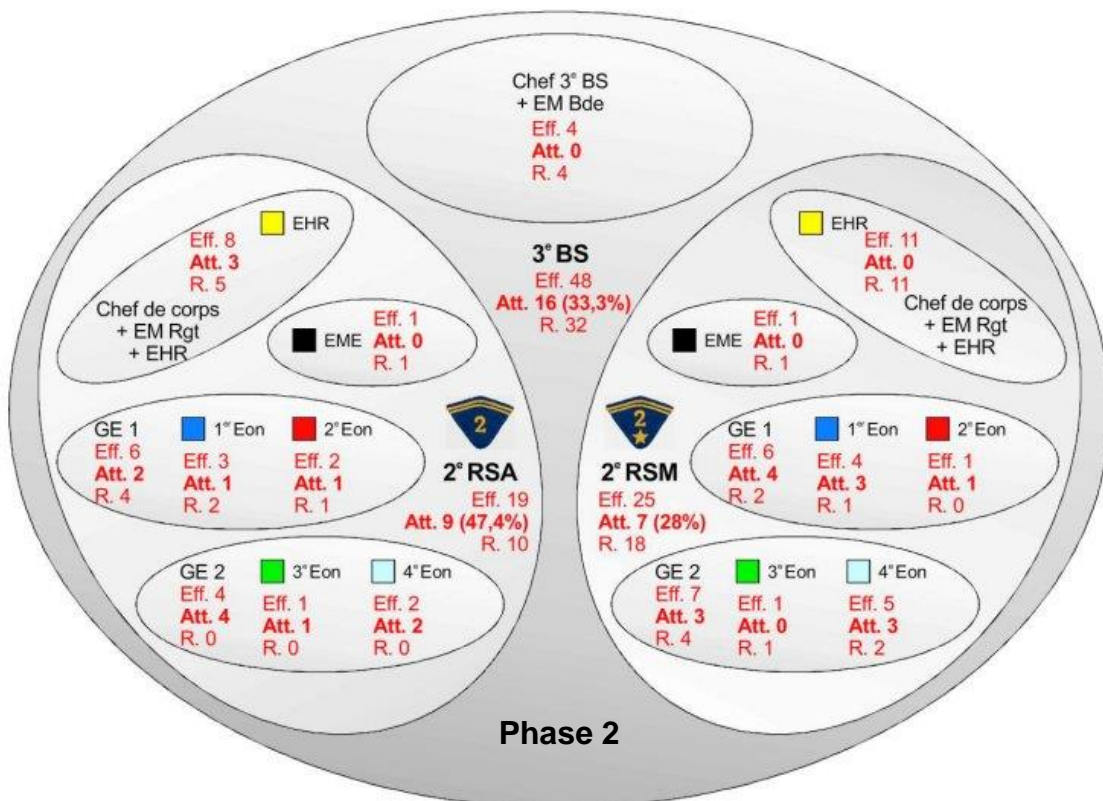 Chef 3e BS
+ EM Bde
Eff. 4
Att. 0
R. 4
3e BS
Eff. 48
Att. 16 (33,3%)
R. 32
EHR
Eff. 8
Att. 3
R. 5
Chef de corps
+ EM Rgt
+ EHR
EME
Eff. 1
Att. 0
R. 1
GE 1
Eff. 6
Att. 2
R. 4
1er Eon
Eff. 3
Att. 1
R. 2
2e Eon
Eff. 2
Att. 1
R. 1
2
2e RSA
Eff. 19
Att. 9 (47,4%)
R. 10
GE 2
Eff. 4
Att. 4
R. 0
3e Eon
Eff. 1
Att. 1
R. 0
4e Eon
Eff. 2
Att. 2
R. 0
EHR
Eff. 11
Att. 0
R. 11
Chef de corps
+ EM Rgt
+ EHR
EME
Eff. 1
Att. 0
R. 1
2
2e RSM
Eff. 25
Att. 7 (28%)
R. 18
GE 1
Eff. 6
Att. 4
R. 2
1er Eon
Eff. 4
Att. 3
R. 1
2e Eon
Eff. 1
Att. 1
R. 0
GE 2
Eff. 7
Att. 3
R. 4
3e Eon
Eff. 1
Att. 0
R. 1
4e Eon
Eff. 5
Att. 3
R. 2
Phase 2